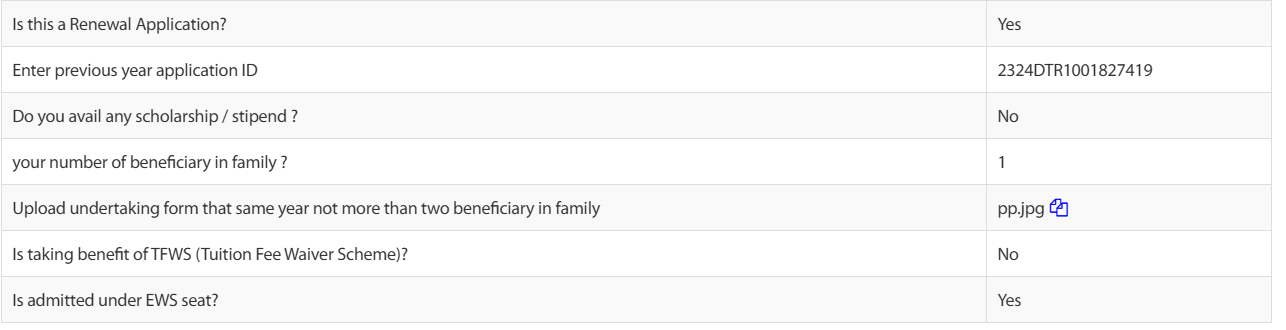 Is this a Renewal Application? Yes
Enter previous year application ID 2324DTR1001827419
Do you avail any scholarship / stipend ? No
your number of beneficiary in family ? 1
Upload undertaking form that same year not more than two beneficiary in family pp.jpg
Is taking benefit of TFWS (Tuition Fee Waiver Scheme)? No
Is admitted under EWS seat? Yes